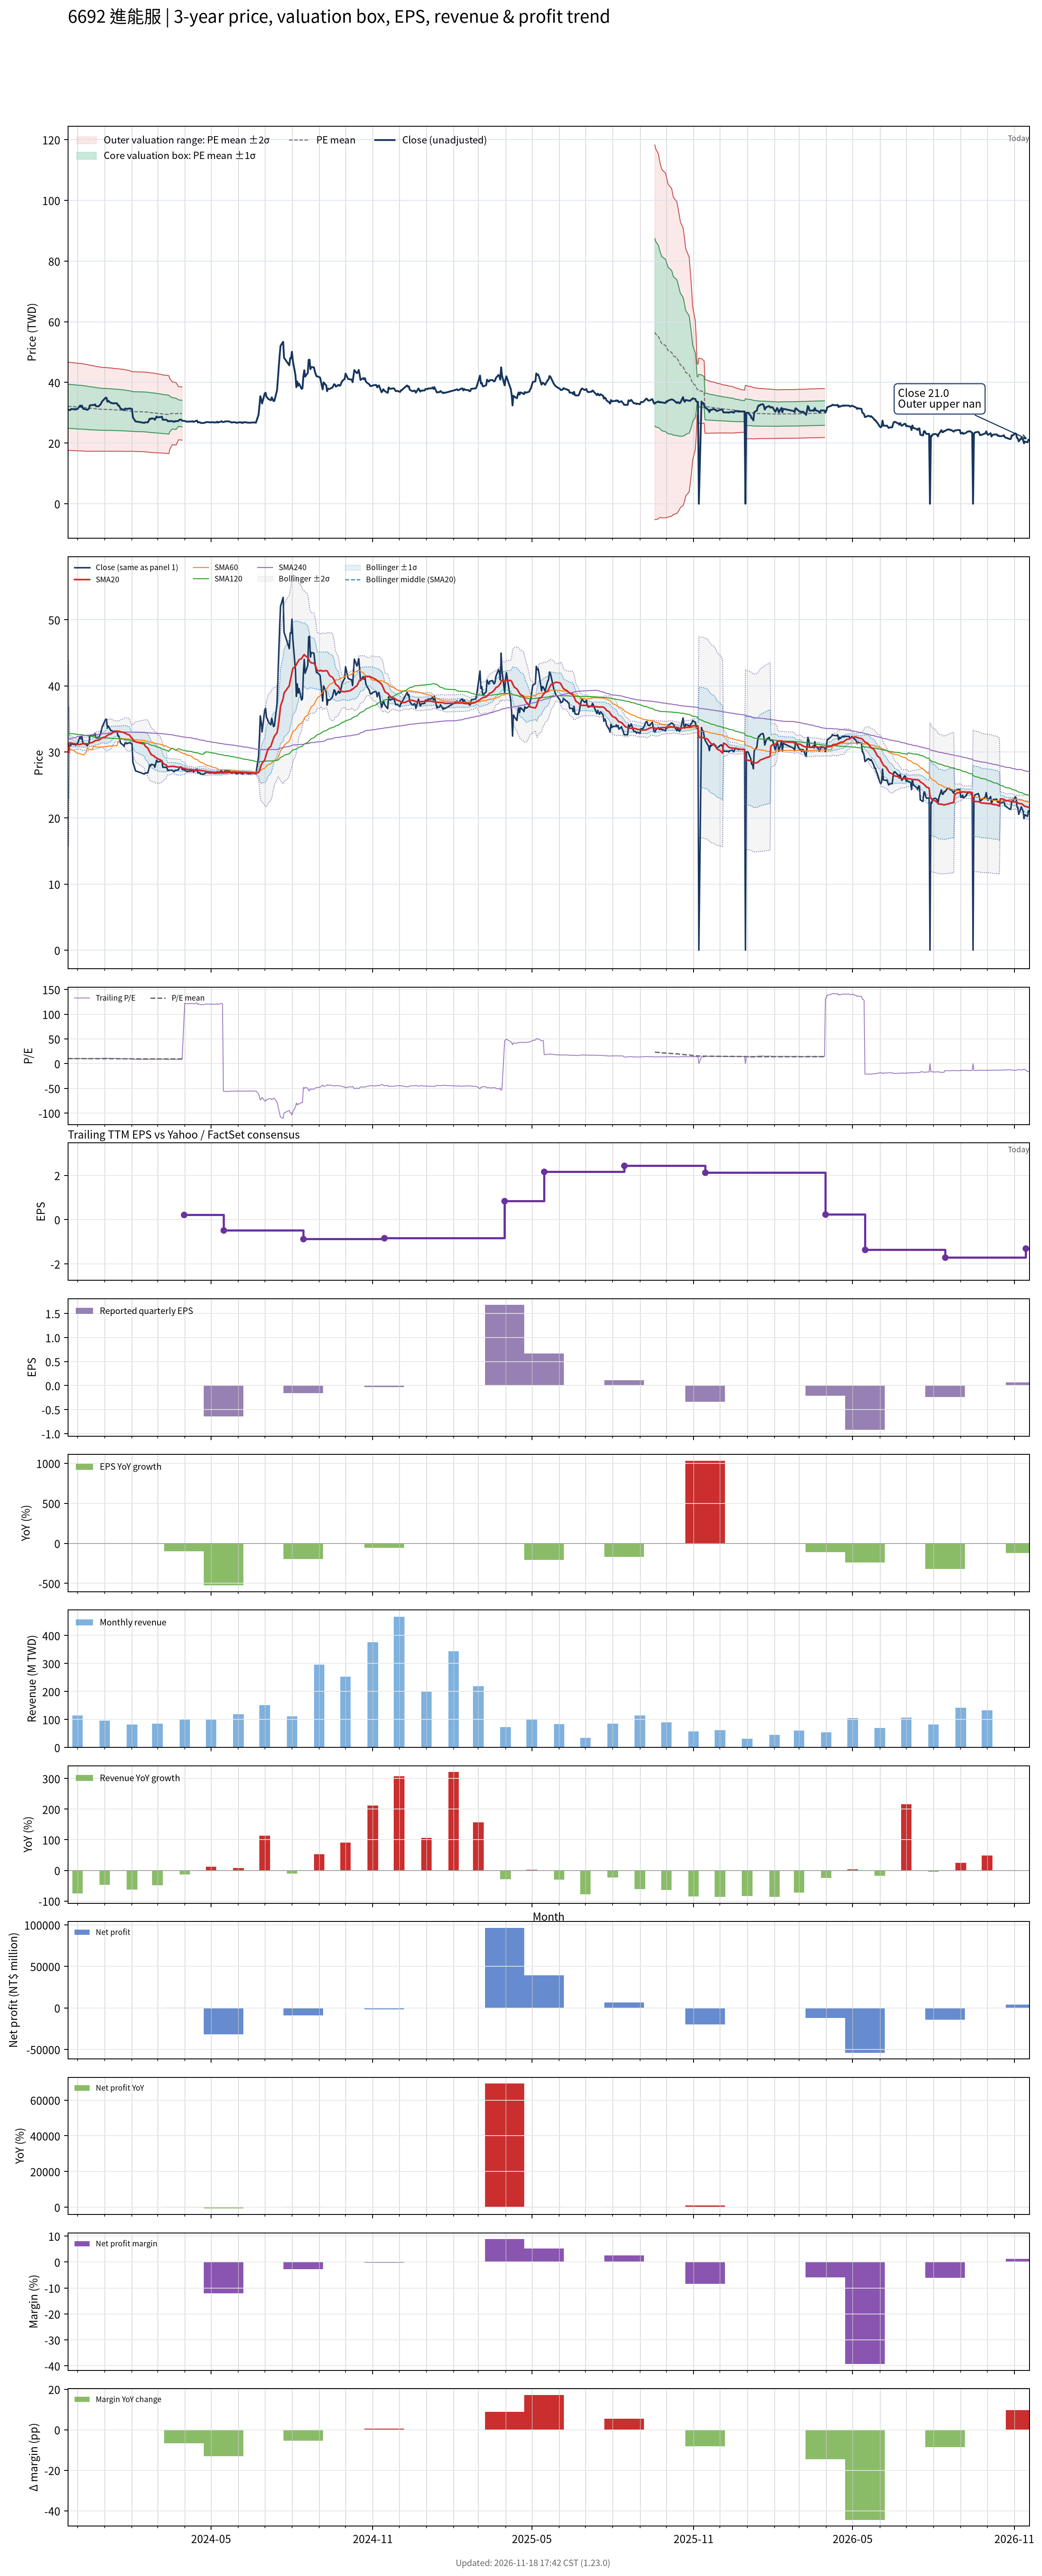 6692 進能服 | 3-year price, valuation box, EPS, revenue & profit trend
Outer valuation range: PE mean ±2σ
PE mean
Close (unadjusted)
Core valuation box: PE mean ±1σ
Today
Price (TWD)
120
100
80
60
40
20
0
Close 21.0
Outer upper nan
Close (same as panel 1)
SMA20
SMA60
SMA120
SMA240
Bollinger ±2σ
Bollinger ±1σ
Bollinger middle (SMA20)
Price
50
40
30
20
10
0
Trailing P/E
P/E mean
P/E
150
100
50
0
-50
-100
Trailing TTM EPS vs Yahoo / FactSet consensus
Today
EPS
2
0
-2
Reported quarterly EPS
EPS
1.5
1.0
0.5
0.0
-0.5
-1.0
EPS YoY growth
YoY (%)
1000
500
0
-500
Monthly revenue
Revenue (M TWD)
400
300
200
100
0
Revenue YoY growth
YoY (%)
300
200
100
0
-100
Month
Net profit
Net profit (NT$ million)
100000
50000
0
-50000
Net profit YoY
YoY (%)
60000
40000
20000
0
Net profit margin
Margin (%)
10
0
-10
-20
-30
-40
Margin YoY change
Δ margin (pp)
20
0
-20
-40
2024-05
2024-11
2025-05
2025-11
2026-05
2026-11
Updated: 2026-11-18 17:42 CST (1.23.0)